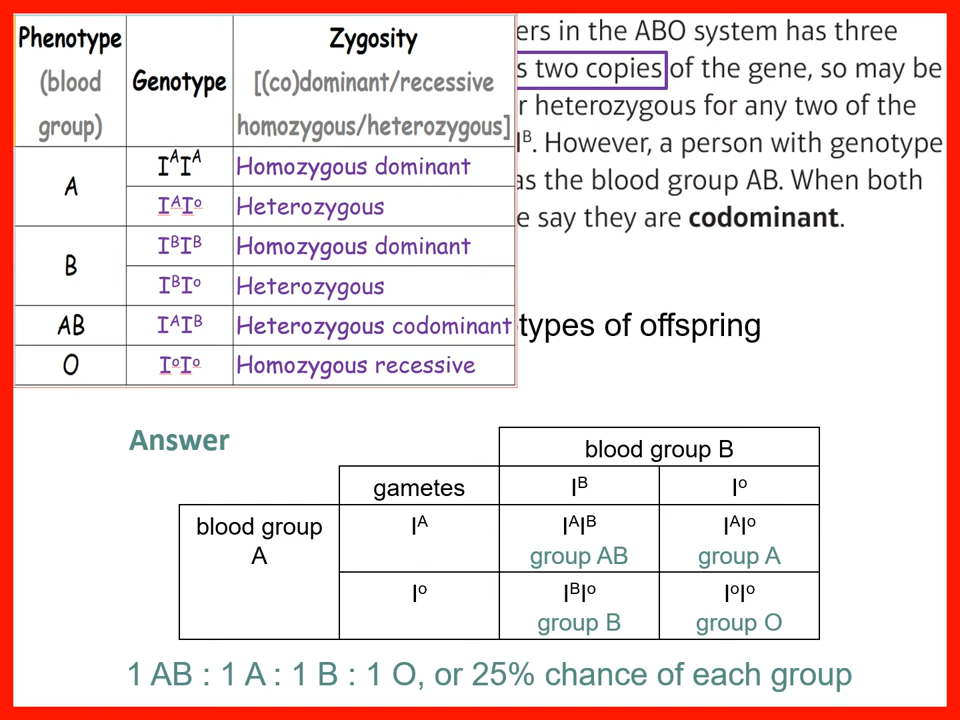 Phenotype
(blood
group)
Genotype
Zygosity
[(co)dominant/recessive
homozygous/heterozygous]
A
IᴬIᴬ Homozygous dominant
IᴬIᵒ Heterozygous
B
IᴮIᴮ Homozygous dominant
IᴮIᵒ Heterozygous
AB IᴬIᴮ Heterozygous codominant
O IᵒIᵒ Homozygous recessive
ers in the ABO system has three
s two copies of the gene, so may be
r heterozygous for any two of the
Iᴮ. However, a person with genotype
as the blood group AB. When both
e say they are codominant.
types of offspring
Answer
blood group B
gametes Iᴮ Iᵒ
blood group
A
Iᴬ IᴬIᴮ IᴬIᵒ
group AB group A
Iᵒ IᴮIᵒ IᵒIᵒ
group B group O
1 AB : 1 A : 1 B : 1 O, or 25% chance of each group